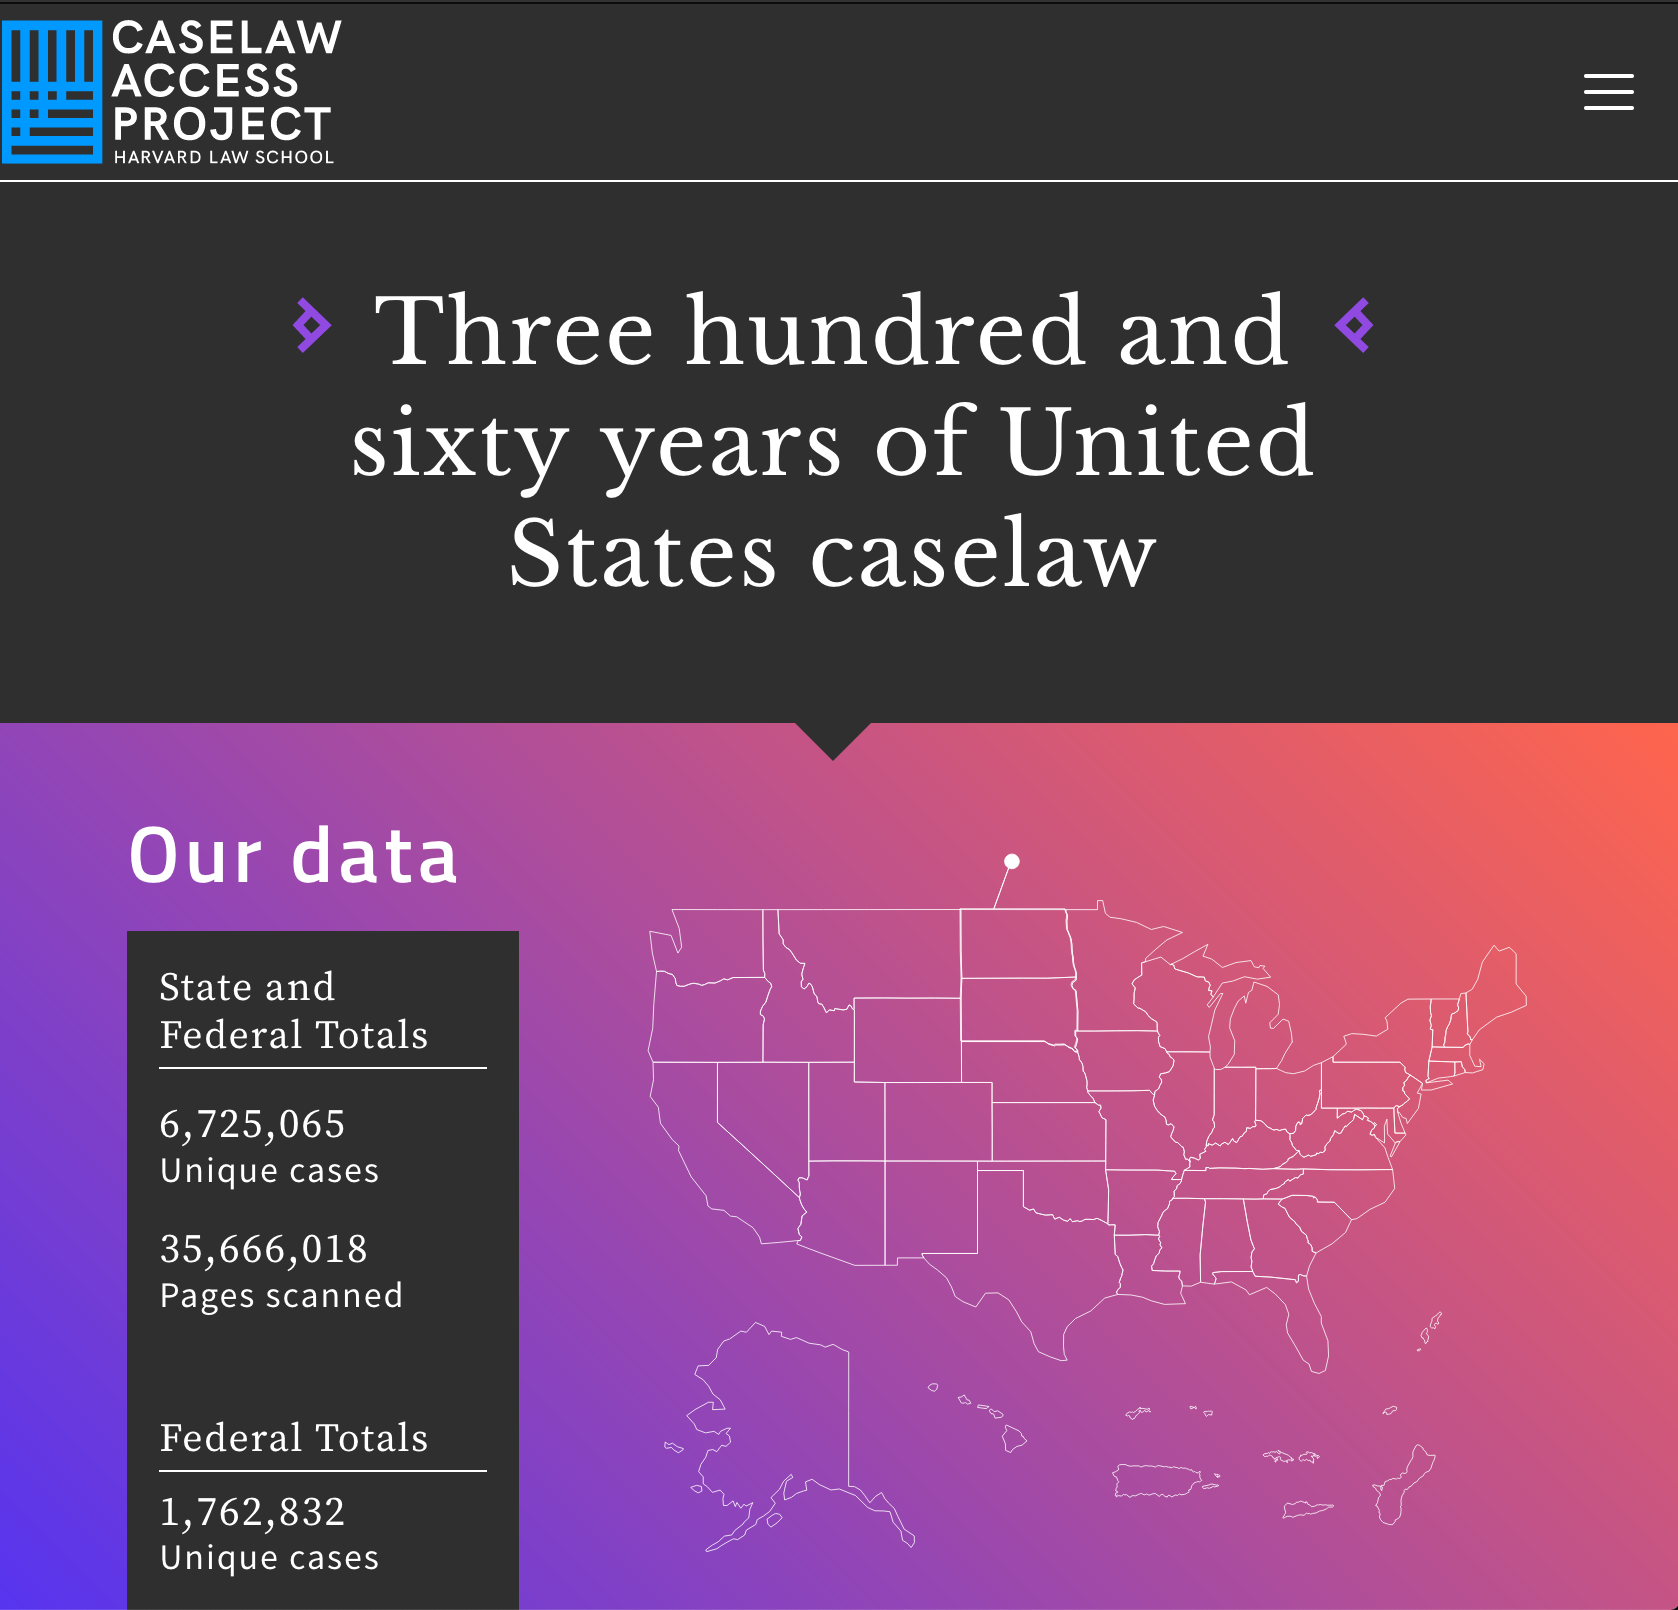 CASELAW
ACCESS
PROJECT
HARVARD LAW SCHOOL
Three hundred and
sixty years of United
States caselaw
Our data
State and
Federal Totals
6,725,065
Unique cases
35,666,018
Pages scanned
Federal Totals
1,762,832
Unique cases